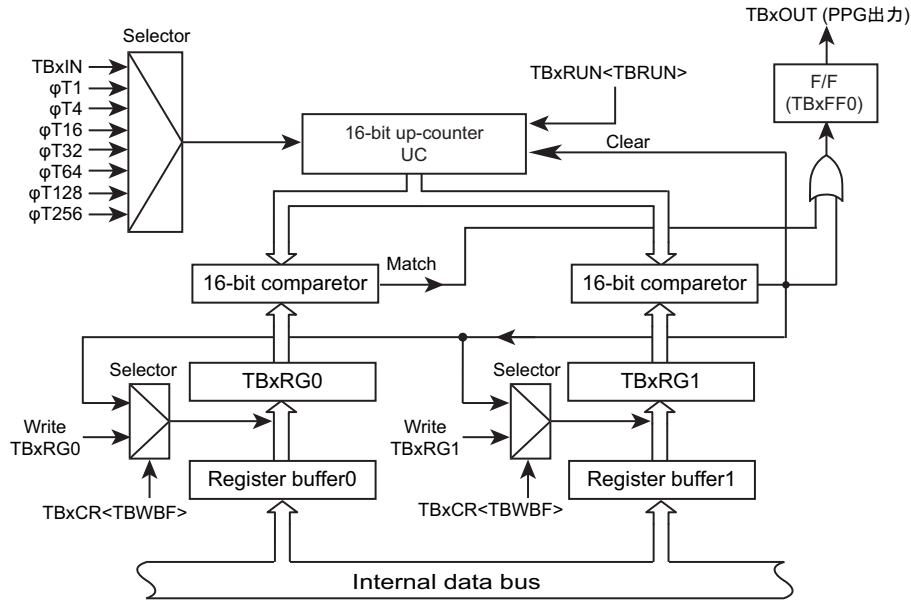 TBxOUT (PPG出力)
Selector
TBxIN
φT1
φT4
φT16
φT32
φT64
φT128
φT256
TBxRUN<TBRUN>
F/F
(TBxFF0)
16-bit up-counter
UC
Clear
16-bit comparetor
Match
16-bit comparetor
Selector
TBxRG0
Selector
TBxRG1
Write
TBxRG0
Write
TBxRG1
Register buffer0
Register buffer1
TBxCR<TBWBF>
TBxCR<TBWBF>
Internal data bus